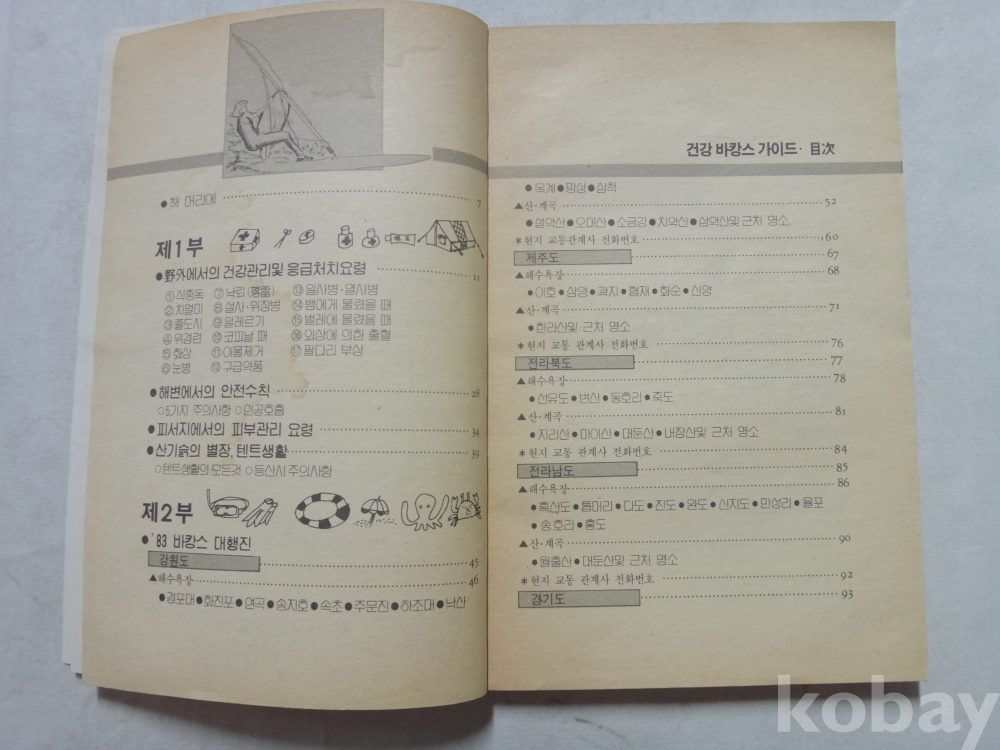 ● 책 머리에 7
제1부
● 野外에서의 건강관리및 응급처치요령 11
①식중독 ⑦낙뢰(落雷) ⑬일사병·열사병
②차멀미 ⑧설사·위장병 ⑭뱀에게 물렸을 때
③졸도시 ⑨알레르기 ⑮벌레에 물렸을 때
④위경련 ⑩코피날 때 ⑯외상에 의한 출혈
⑤화상 ⑪이물제거 ⑰팔다리 부상
⑥눈병 ⑫구급약품
● 해변에서의 안전수칙 28
○5가지 주의사항 ○인공호흡
● 피서지에서의 피부관리 요령 34
● 산기슭의 별장, 텐트생활 39
○텐트생활의 모든것 ○등산시 주의사항
제2부
● '83 바캉스 대행진
강원도 45
▲해수욕장 46
●경포대●화진포●연곡●송지호●속초●주문진●하조대●낙산
건강 바캉스 가이드· 目次
●옥계●망상●삼척
▲산·계곡 52
●설악산●오대산●소금강●치악산●삼악산및 근처 명소.
*현지 교통관계사 전화번호 60
제주도 67
▲해수욕장 68
●이호●삼양●곽지●협재●화순●신양
▲산·계곡 71
●한라산및 근처 명소
*현지 교통 관계사 전화번호 76
전라북도 77
▲해수욕장 78
●선유도●변산●동호리●죽도
▲산·계곡 81
●지리산●마이산●대둔산●내장산및 근처 명소
*현지 교통 관계사 전화번호 84
전라남도 85
▲해수욕장 86
●흑산도●톱머리●다도●진도●완도●신지도●만성리●율포
●송호리●홍도
▲산·계곡 90
●월출산●대둔산및 근처 명소
*현지 교통 관계사 전화번호 92
경기도 93
kobay